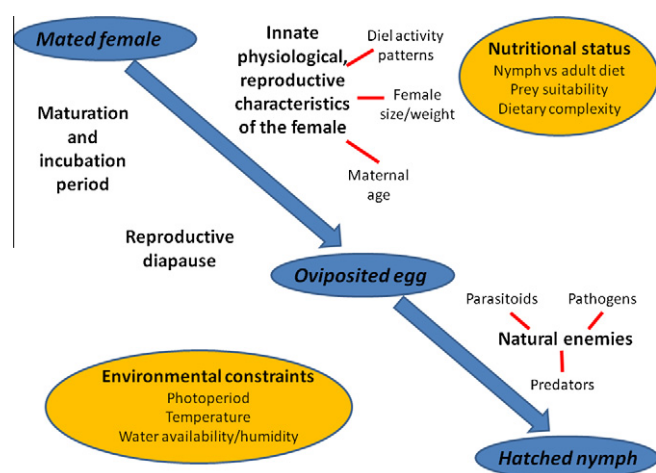 Mated female
Innate
physiological,
reproductive
characteristics
of the female
Diel activity
patterns
Female
size/weight
Maternal
age
Nutritional status
Nymph vs adult diet
Prey suitability
Dietary complexity
Maturation
and
incubation
period
Reproductive
diapause
Oviposited egg
Parasitoids
Pathogens
Natural enemies
Predators
Environmental constraints
Photoperiod
Temperature
Water availability/humidity
Hatched nymph